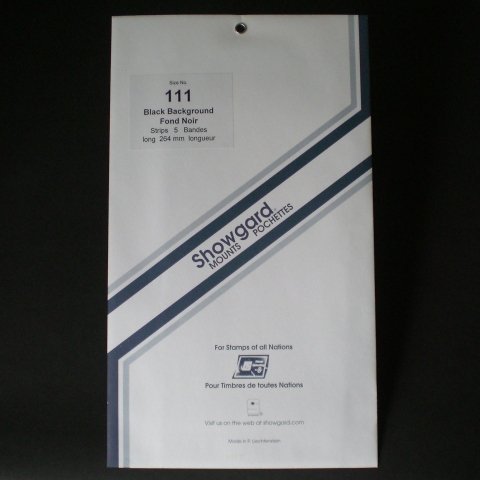 Size No.
111
Black Background
Fond Noir
Strips 5 Bandes
long 264 mm longueur
Showgard
MOUNTS
POCHETTES
For Stamps of all Nations
Pour Timbres de toutes Nations
Visit us on the web at showgard.com
Made in P. Liechtenstein